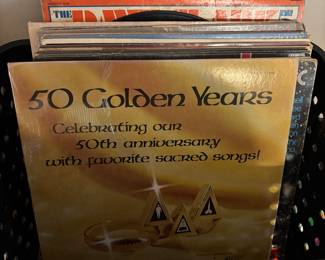 THE
50 Golden Years
Celebrating our
50th anniversary
with favorite sacred songs!